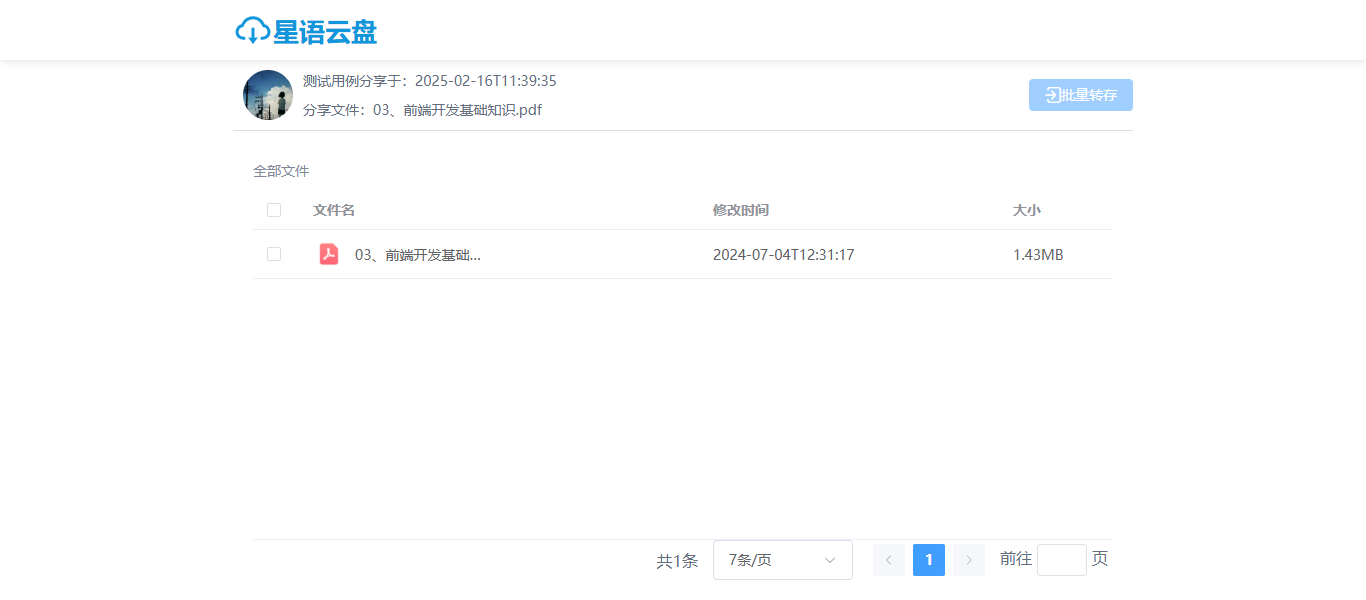 星语云盘
测试用例分享于：2025-02-16T11:39:35
分享文件：03、前端开发基础知识.pdf
批量转存
全部文件
文件名 修改时间 大小
03、前端开发基础... 2024-07-04T12:31:17 1.43MB
共1条 7条/页 1 前往 页